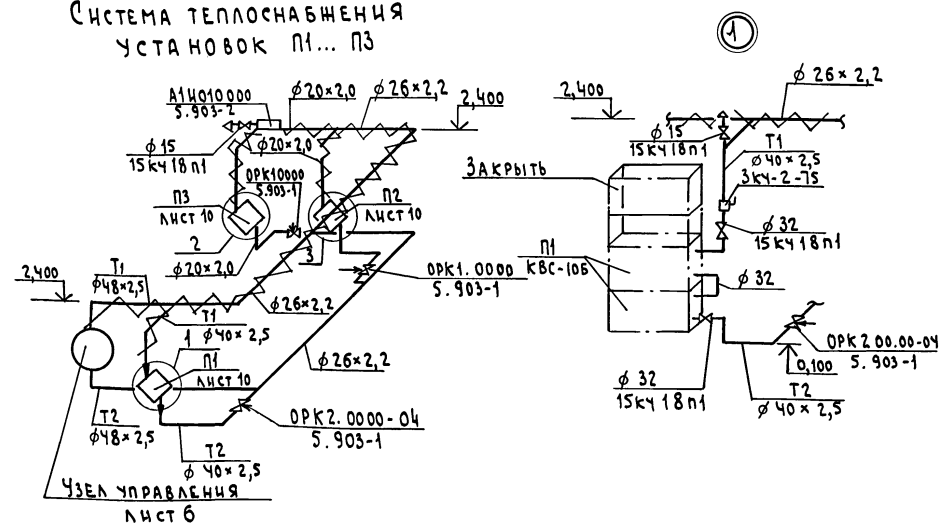 Система теплоснабжения
установок П1... П3
А1И010000
5.903-2
ф20×2,0
ф26×2,2
2,400
ф15
15кч18п1
ф20×2,0
ОРК10000
5.903-1
П3
лист 10
П2
лист 10
2
3
ф20×2,0
ОРК1.0000
5.903-1
2,400
Т1
ф48×2,5
ф26×2,2
Т1
ф40×2,5
1
П1
лист 10
ф26×2,2
Т2
ф48×2,5
ОРК2.0000-04
5.903-1
Т2
ф40×2,5
Узел управления
лист 6
1
2,400
ф26×2,2
ф15
15кч18п1
Т1
ф40×2,5
3КЧ-2-75
Закрыть
ф32
15кч18п1
П1
КВС-10Б
ф32
ОРК2 00.00-04
5.903-1
0,100
ф32
15кч18п1
Т2
ф40×2,5